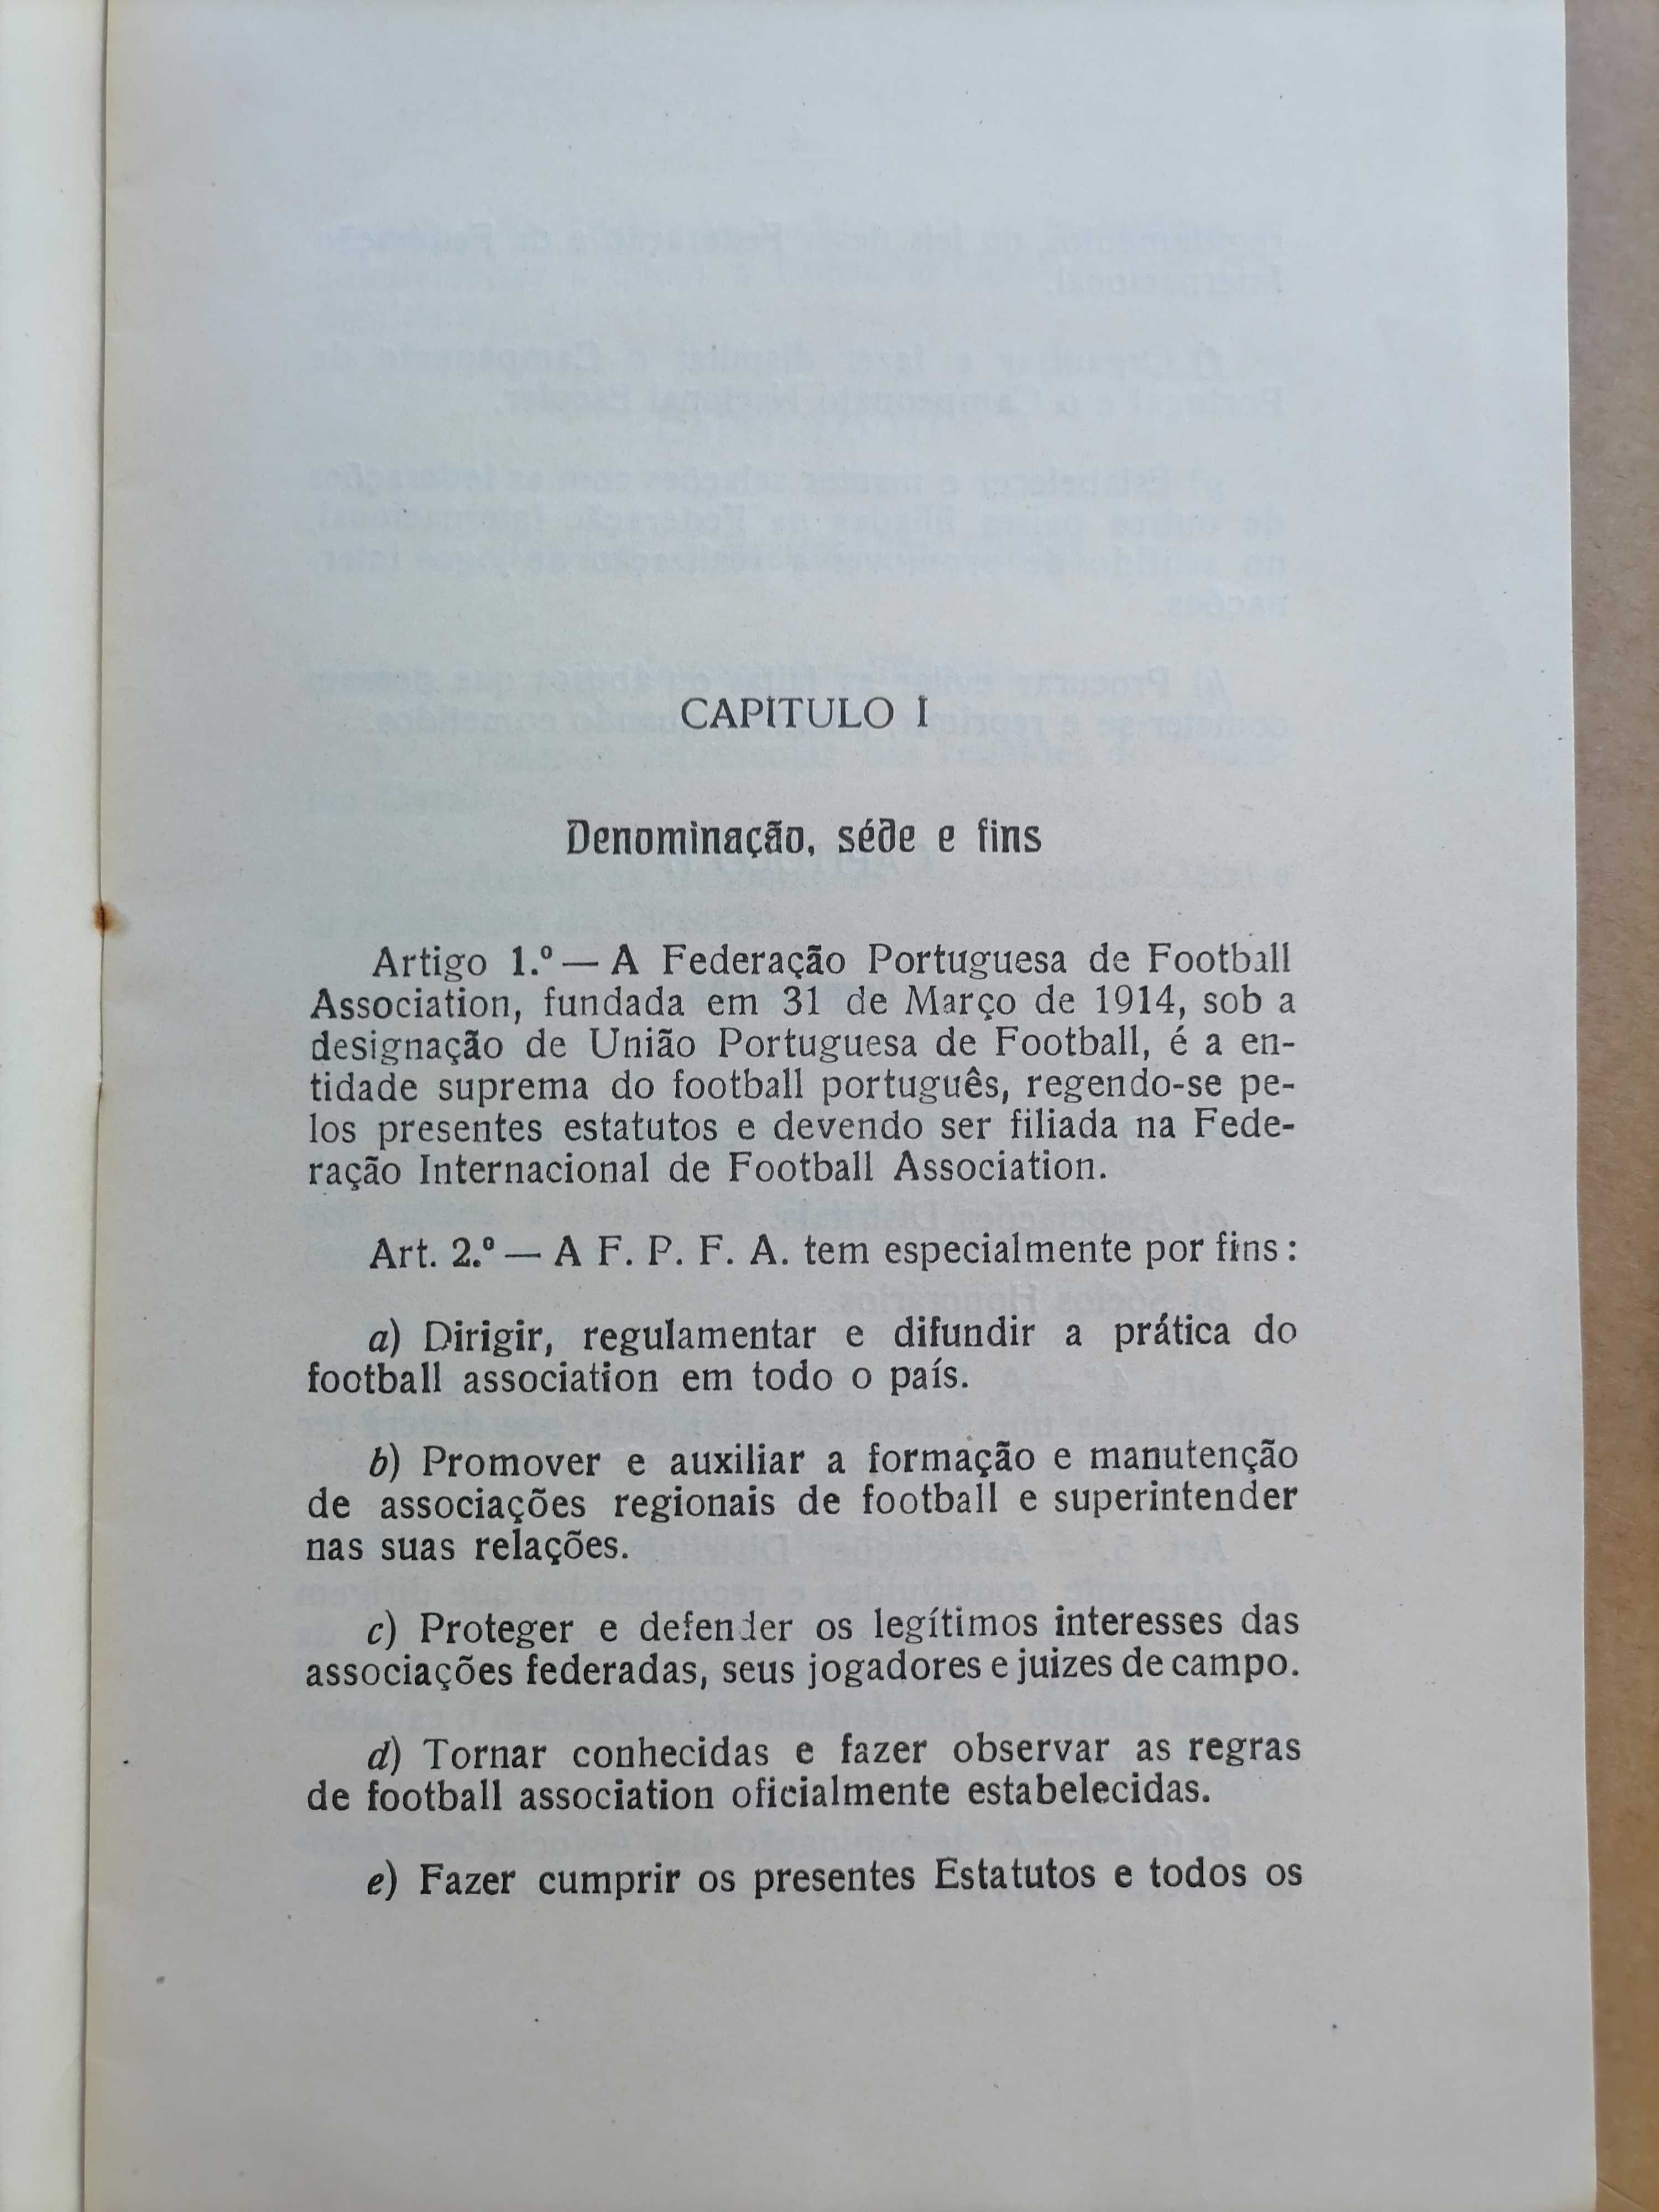 CAPITULO I
Denominação, séde e fins
Artigo 1.º — A Federação Portuguesa de Football
Association, fundada em 31 de Março de 1914, sob a
designação de União Portuguesa de Football, é a en-
tidade suprema do football português, regendo-se pe-
los presentes estatutos e devendo ser filiada na Fede-
ração Internacional de Football Association.
Art. 2.º — A F. P. F. A. tem especialmente por fins :
a) Dirigir, regulamentar e difundir a prática do
football association em todo o país.
b) Promover e auxiliar a formação e manutenção
de associações regionais de football e superintender
nas suas relações.
c) Proteger e defender os legítimos interesses das
associações federadas, seus jogadores e juizes de campo.
d) Tornar conhecidas e fazer observar as regras
de football association oficialmente estabelecidas.
e) Fazer cumprir os presentes Estatutos e todos os